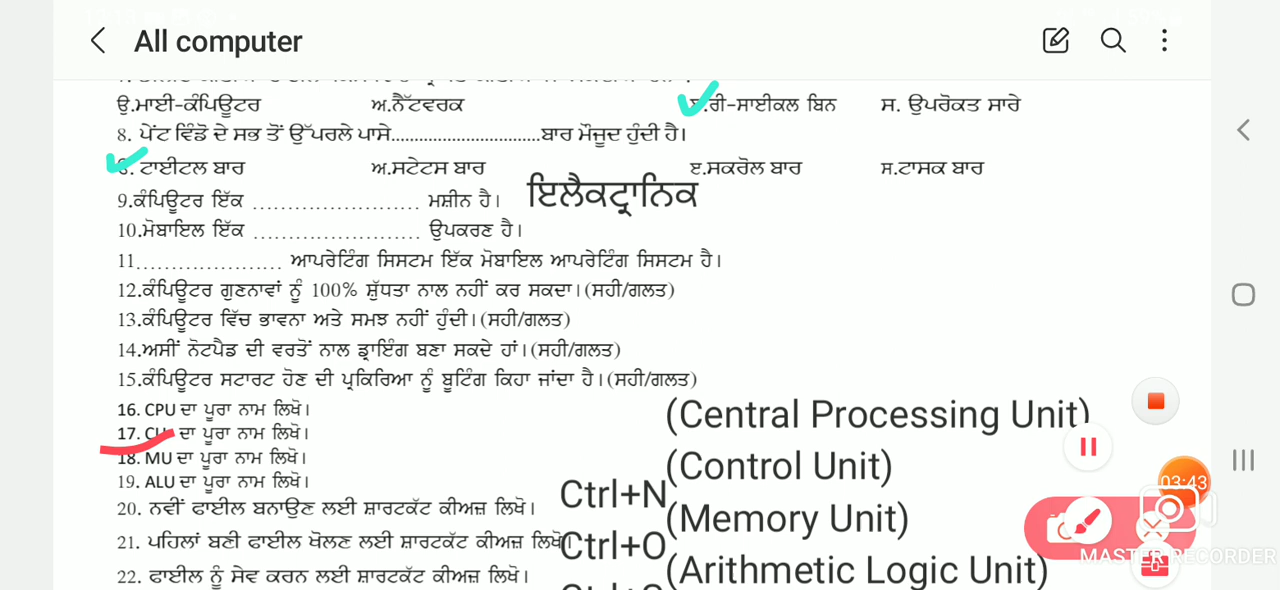 All computer
ੳ.ਮਾਈ-ਕੰਪਿਊਟਰ ਅ.ਨੈੱਟਵਰਕ ੲ.ਰੀ-ਸਾਈਕਲ ਬਿਨ ਸ. ਉਪਰੋਕਤ ਸਾਰੇ
8. ਪੇਂਟ ਵਿੰਡੋ ਦੇ ਸਭ ਤੋਂ ਉੱਪਰਲੇ ਪਾਸੇ..............................ਬਾਰ ਮੌਜੂਦ ਹੁੰਦੀ ਹੈ।
ੳ. ਟਾਈਟਲ ਬਾਰ ਅ.ਸਟੇਟਸ ਬਾਰ ੲ.ਸਕਰੋਲ ਬਾਰ ਸ.ਟਾਸਕ ਬਾਰ
9.ਕੰਪਿਊਟਰ ਇੱਕ ........................... ਮਸ਼ੀਨ ਹੈ। ਇਲੈਕਟ੍ਰਾਨਿਕ
10.ਮੋਬਾਇਲ ਇੱਕ ........................... ਉਪਕਰਣ ਹੈ।
11...................... ਆਪਰੇਟਿੰਗ ਸਿਸਟਮ ਇੱਕ ਮੋਬਾਇਲ ਆਪਰੇਟਿੰਗ ਸਿਸਟਮ ਹੈ।
12.ਕੰਪਿਊਟਰ ਗੁਣਨਾਵਾਂ ਨੂੰ 100% ਸ਼ੁੱਧਤਾ ਨਾਲ ਨਹੀਂ ਕਰ ਸਕਦਾ।(ਸਹੀ/ਗਲਤ)
13.ਕੰਪਿਊਟਰ ਵਿੱਚ ਭਾਵਨਾ ਅਤੇ ਸਮਝ ਨਹੀਂ ਹੁੰਦੀ।(ਸਹੀ/ਗਲਤ)
14.ਅਸੀਂ ਨੋਟਪੈਡ ਦੀ ਵਰਤੋਂ ਨਾਲ ਡ੍ਰਾਇੰਗ ਬਣਾ ਸਕਦੇ ਹਾਂ।(ਸਹੀ/ਗਲਤ)
15.ਕੰਪਿਊਟਰ ਸਟਾਰਟ ਹੋਣ ਦੀ ਪ੍ਰਕਿਰਿਆ ਨੂੰ ਬੂਟਿੰਗ ਕਿਹਾ ਜਾਂਦਾ ਹੈ।(ਸਹੀ/ਗਲਤ)
16. CPU ਦਾ ਪੂਰਾ ਨਾਮ ਲਿਖੋ। (Central Processing Unit)
17. CU ਦਾ ਪੂਰਾ ਨਾਮ ਲਿਖੋ।
18. MU ਦਾ ਪੂਰਾ ਨਾਮ ਲਿਖੋ। (Control Unit)
19. ALU ਦਾ ਪੂਰਾ ਨਾਮ ਲਿਖੋ।
20. ਨਵੀਂ ਫਾਈਲ ਬਨਾਉਣ ਲਈ ਸ਼ਾਰਟਕੱਟ ਕੀਅਜ਼ ਲਿਖੋ। Ctrl+N (Memory Unit)
21. ਪਹਿਲਾਂ ਬਣੀ ਫਾਈਲ ਖੋਲਣ ਲਈ ਸ਼ਾਰਟਕੱਟ ਕੀਅਜ਼ ਲਿਖੋ। Ctrl+O
22. ਫਾਈਲ ਨੂੰ ਸੇਵ ਕਰਨ ਲਈ ਸ਼ਾਰਟਕੱਟ ਕੀਅਜ਼ ਲਿਖੋ। (Arithmetic Logic Unit)
03:43
MASTER RECORDER